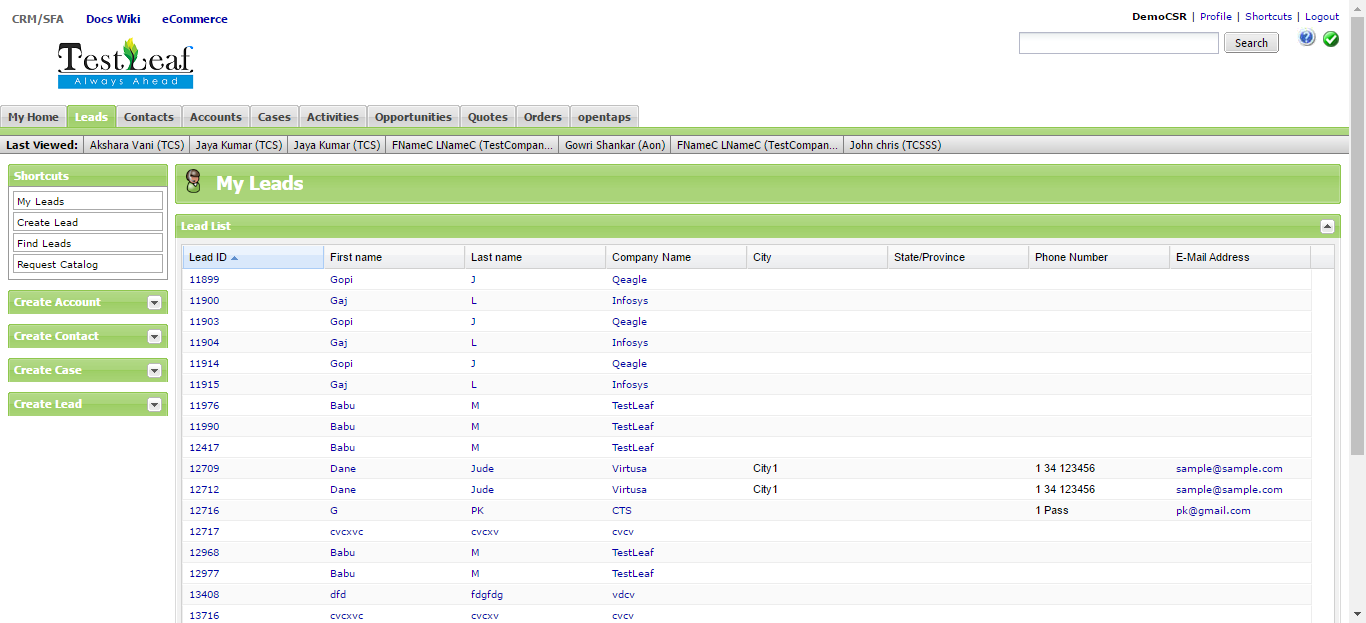 CRM/SFA Docs Wiki eCommerce
DemoCSR | Profile | Shortcuts | Logout
Search
TestLeaf
Always Ahead
My Home Leads Contacts Accounts Cases Activities Opportunities Quotes Orders opentaps
Last Viewed: Akshara Vani (TCS) Jaya Kumar (TCS) Jaya Kumar (TCS) FNameC LNameC (TestCompan... Gowri Shankar (Aon) FNameC LNameC (TestCompan... John chris (TCSSS)
Shortcuts
My Leads
Create Lead
Find Leads
Request Catalog
Create Account
Create Contact
Create Case
Create Lead
My Leads
Lead List
Lead ID First name Last name Company Name City State/Province Phone Number E-Mail Address
11899 Gopi J Qeagle
11900 Gaj L Infosys
11903 Gopi J Qeagle
11904 Gaj L Infosys
11914 Gopi J Qeagle
11915 Gaj L Infosys
11976 Babu M TestLeaf
11990 Babu M TestLeaf
12417 Babu M TestLeaf
12709 Dane Jude Virtusa City1 1 34 123456 sample@sample.com
12712 Dane Jude Virtusa City1 1 34 123456 sample@sample.com
12716 G PK CTS 1 Pass pk@gmail.com
12717 cvcxvc cvcxv cvcv
12968 Babu M TestLeaf
12977 Babu M TestLeaf
13408 dfd fdgfdg vdcv
13716 cvcxvc cvcxv cvcv